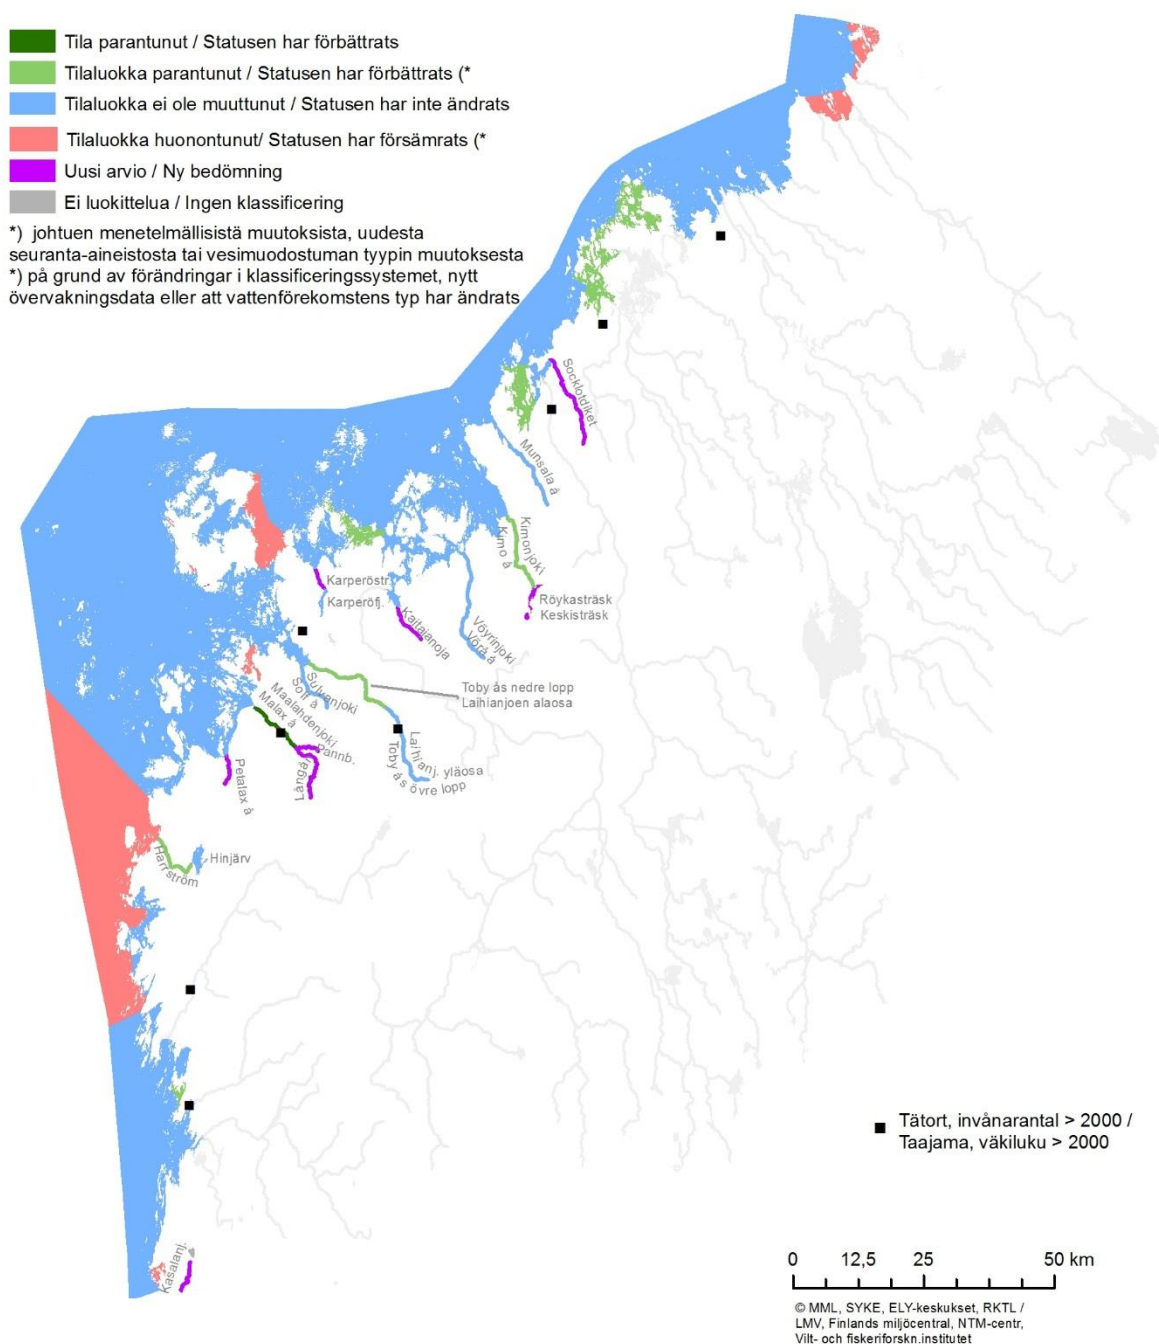 Tila parantunut / Statusen har förbättrats
Tilaluokka parantunut / Statusen har förbättrats (*
Tilaluokka ei ole muuttunut / Statusen har inte ändrats
Tilaluokka huonontunut/ Statusen har försämrats (*
Uusi arvio / Ny bedömning
Ei luokittelua / Ingen klassificering
*) johtuen menetelmällisistä muutoksista, uudesta
seuranta-aineistosta tai vesimuodostuman tyypin muutoksesta
*) på grund av förändringar i klassificeringssystemet, nytt
övervakningsdata eller att vattenförekomstens typ har ändrats
Socklotdiket
Munsala å
Kimonjoki
Kimo å
Röykasträsk
Keskisträsk
Karperöstr.
Karperöfj.
Kaitajanoja
Vöyrinjoki
Vörå å
Toby ås nedre lopp
Laihianjoen alaosa
Sulvanjoki
Solf å
Maalahdenjoki
Malax å
Pannb.
Långån
Petalax å
Laihianj. yläosa
Toby ås övre lopp
Harrström
Hinjärv
Kasalanj.
Tätort, invånarantal > 2000 /
Taajama, väkiluku > 2000
0 12,5 25 50 km
© MML, SYKE, ELY-keskukset, RKTL /
LMV, Finlands miljöcentral, NTM-centr,
Vilt- och fiskeriforskn.institutet